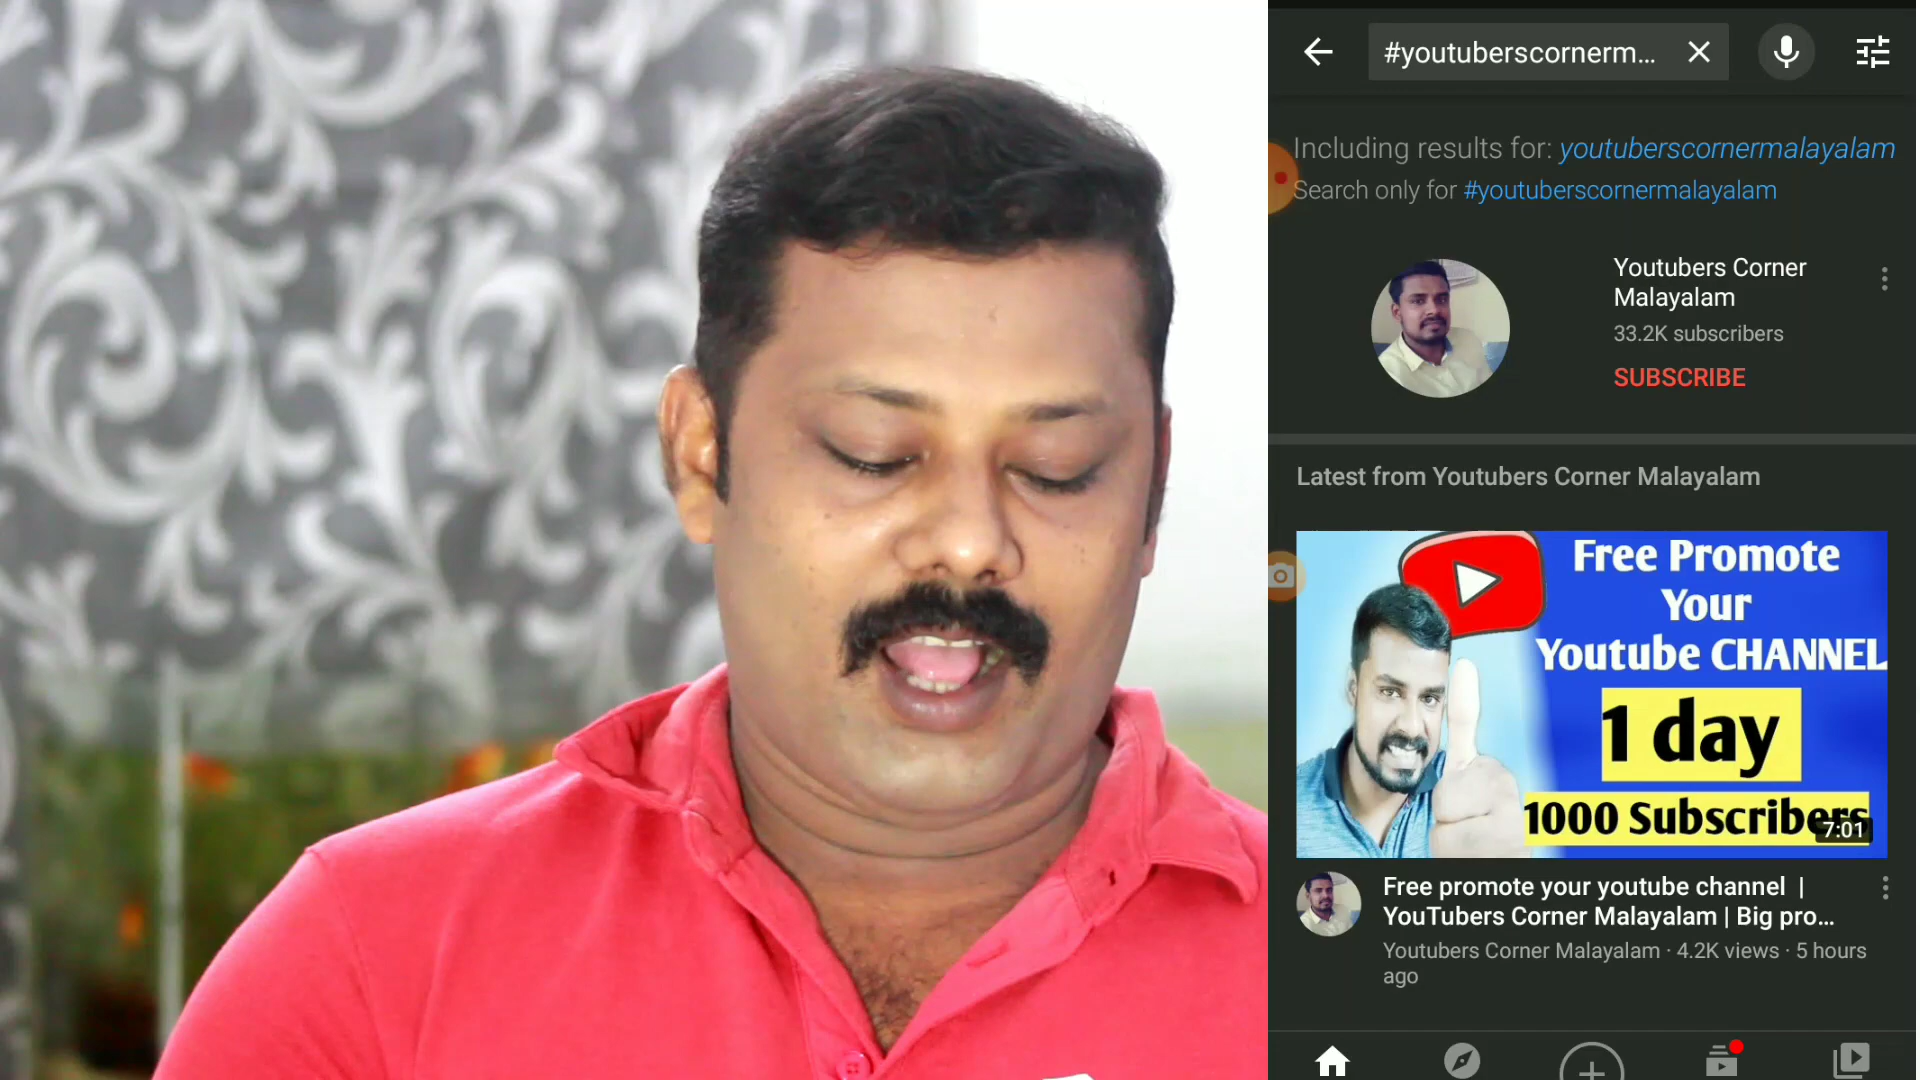 #youtuberscornerm...
Including results for: youtuberscornermalayalam
Search only for #youtuberscornermalayalam
Youtubers Corner
Malayalam
33.2K subscribers
SUBSCRIBE
Latest from Youtubers Corner Malayalam
Free Promote
Your
Youtube CHANNEL
1 day
1000 Subscribers
7:01
Free promote your youtube channel |
YouTubers Corner Malayalam | Big pro...
Youtubers Corner Malayalam · 4.2K views · 5 hours
ago